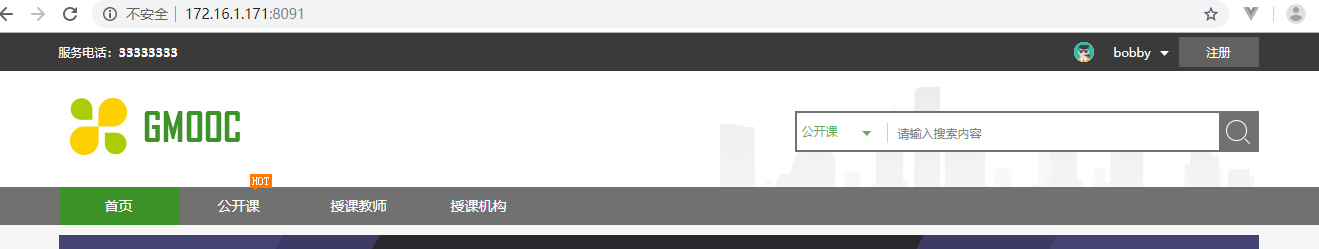 不安全 172.16.1.171:8091
服务电话：33333333 bobby 注册
GMOOC
公开课 请输入搜索内容
HOT
首页 公开课 授课教师 授课机构